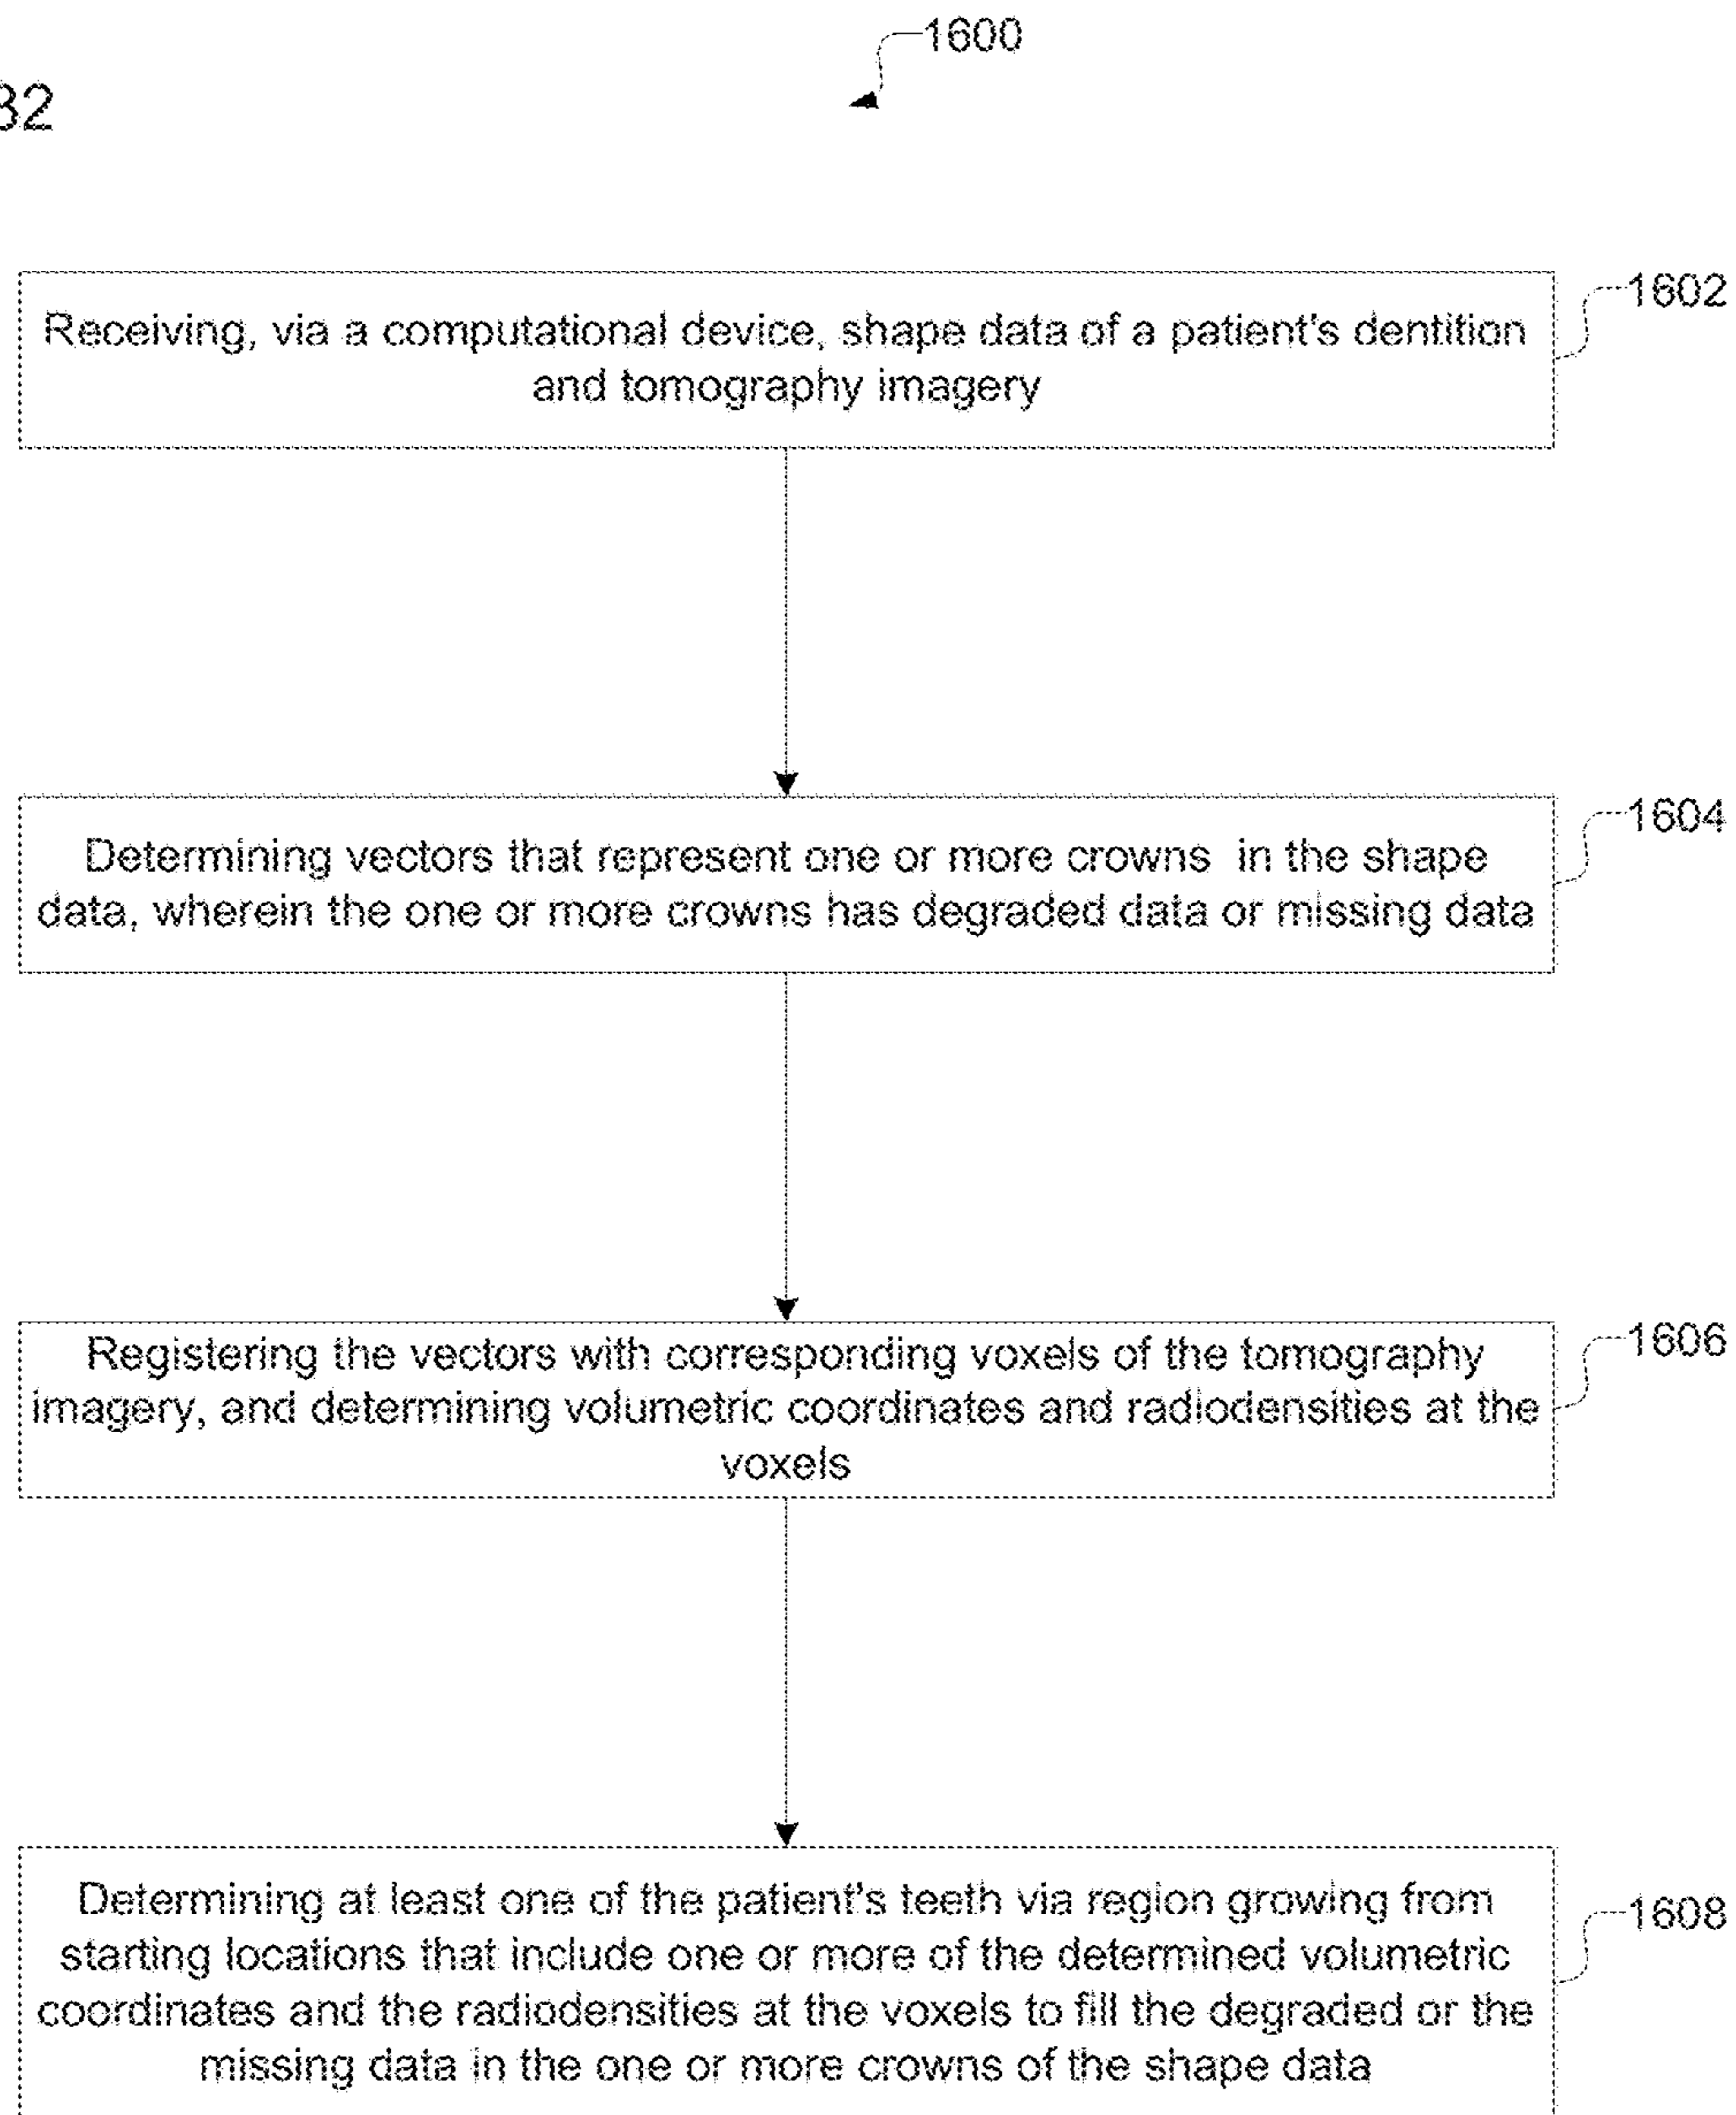 1600
32
1602
Receiving, via a computational device, shape data of a patient's dentition
and tomography imagery
1604
Determining vectors that represent one or more crowns in the shape
data, wherein the one or more crowns has degraded data or missing data
1606
Registering the vectors with corresponding voxels of the tomography
imagery, and determining volumetric coordinates and radiodensities at the
voxels
1608
Determining at least one of the patient's teeth via region growing from
starting locations that include one or more of the determined volumetric
coordinates and the radiodensities at the voxels to fill the degraded or the
missing data in the one or more crowns of the shape data